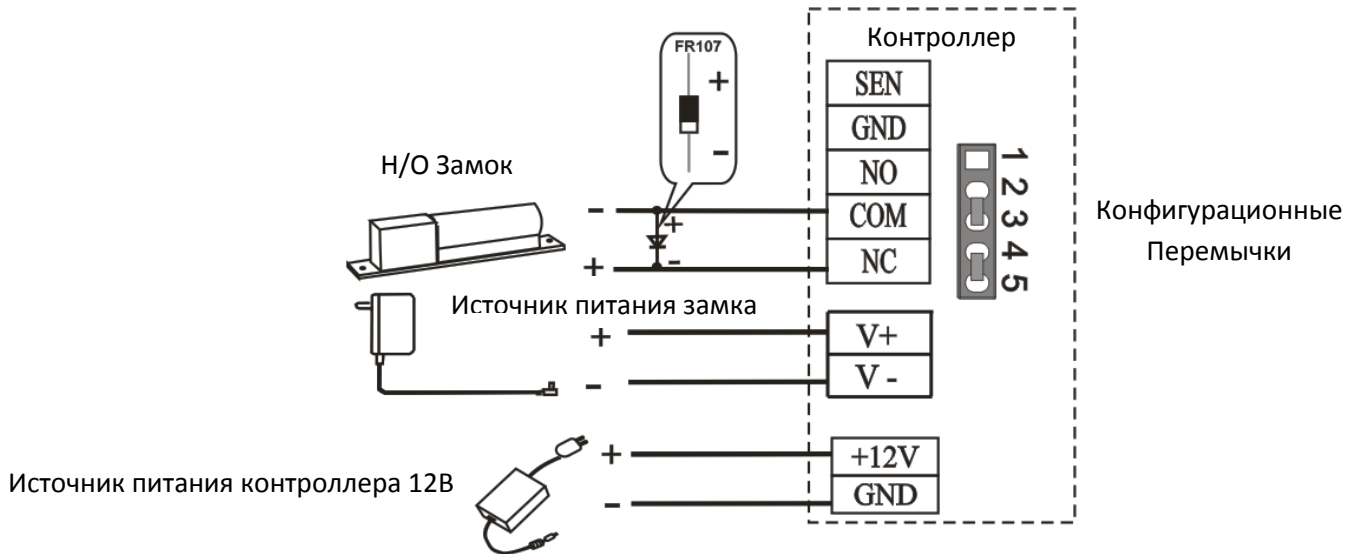 Контроллер
FR107
+
-
SEN
GND
NO
COM
NC
1 2 3 4 5
Конфигурационные
Перемычки
Н/О Замок
-
+
+
-
Источник питания замка
+
-
V+
V -
Источник питания контроллера 12В
+
-
+12V
GND